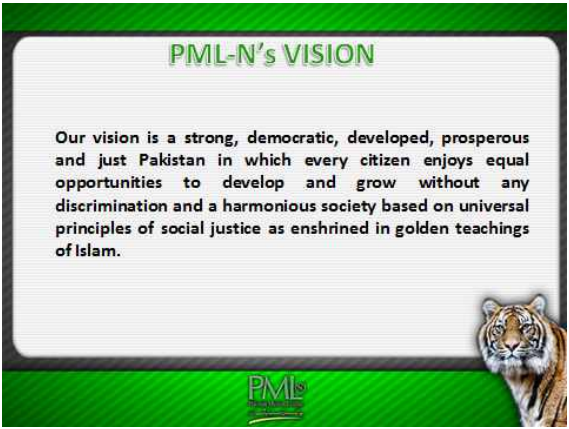 PML-N's VISION
Our vision is a strong, democratic, developed, prosperous
and just Pakistan in which every citizen enjoys equal
opportunities to develop and grow without any
discrimination and a harmonious society based on universal
principles of social justice as enshrined in golden teachings
of Islam.
PML